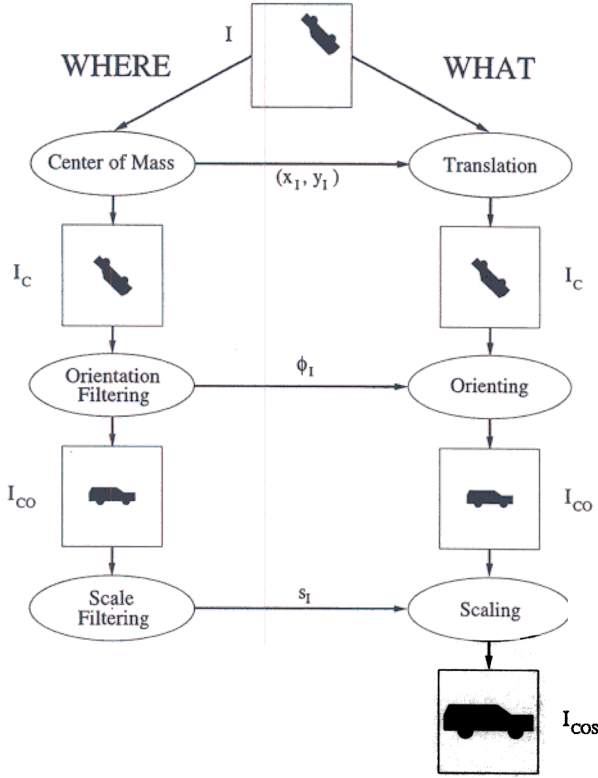 I
WHERE
WHAT
Center of Mass
(x_I, y_I)
Translation
I_C
I_C
Orientation
Filtering
ϕ_I
Orienting
I_CO
I_CO
Scale
Filtering
s_I
Scaling
I_COS